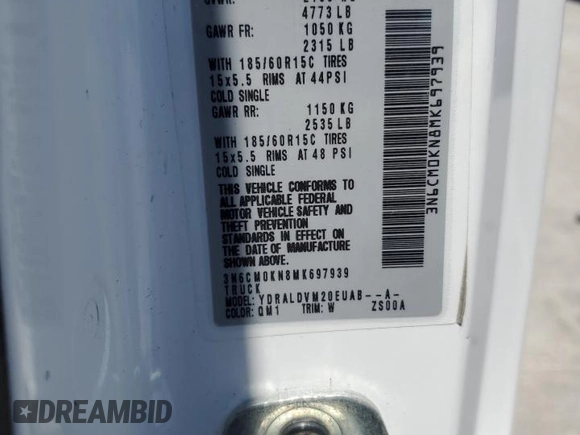 4773 LB
GAWR FR: 1050 KG
2315 LB
WITH 185/60R15C TIRES
15x5.5 RIMS AT 44PSI
COLD SINGLE
GAWR RR: 1150 KG
2535 LB
WITH 185/60R15C TIRES
15x5.5 RIMS AT 48 PSI
COLD SINGLE
THIS VEHICLE CONFORMS TO
ALL APPLICABLE FEDERAL
MOTOR VEHICLE SAFETY AND
THEFT PREVENTION
STANDARDS IN EFFECT ON
THE DATE OF MANUFACTURE
SHOWN ABOVE.
3N6CM0KN8MK697939
TRUCK
MODEL: YDRALDVM20EUAB--A-
COLOR: QM1 TRIM: W ZS00A
3N6CM0KN8MK697939
DREAMBID